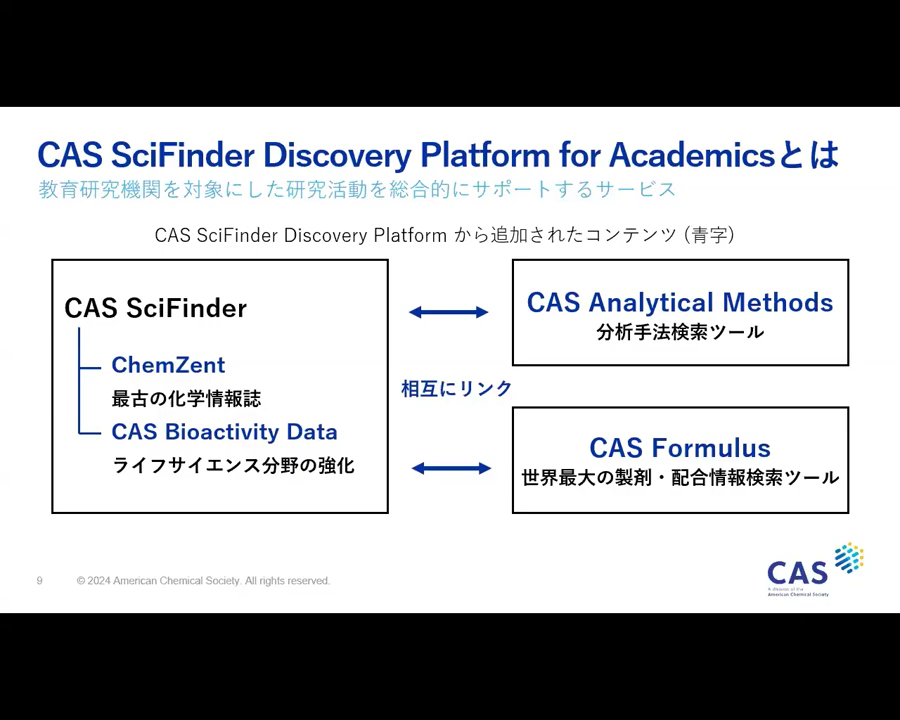 CAS SciFinder Discovery Platform for Academicsとは
教育研究機関を対象にした研究活動を総合的にサポートするサービス
CAS SciFinder Discovery Platform から追加されたコンテンツ (青字)
CAS SciFinder
ChemZent
最古の化学情報誌
CAS Bioactivity Data
ライフサイエンス分野の強化
相互にリンク
CAS Analytical Methods
分析手法検索ツール
CAS Formulus
世界最大の製剤・配合情報検索ツール
9
© 2024 American Chemical Society. All rights reserved.
CAS
A division of the
American Chemical Society